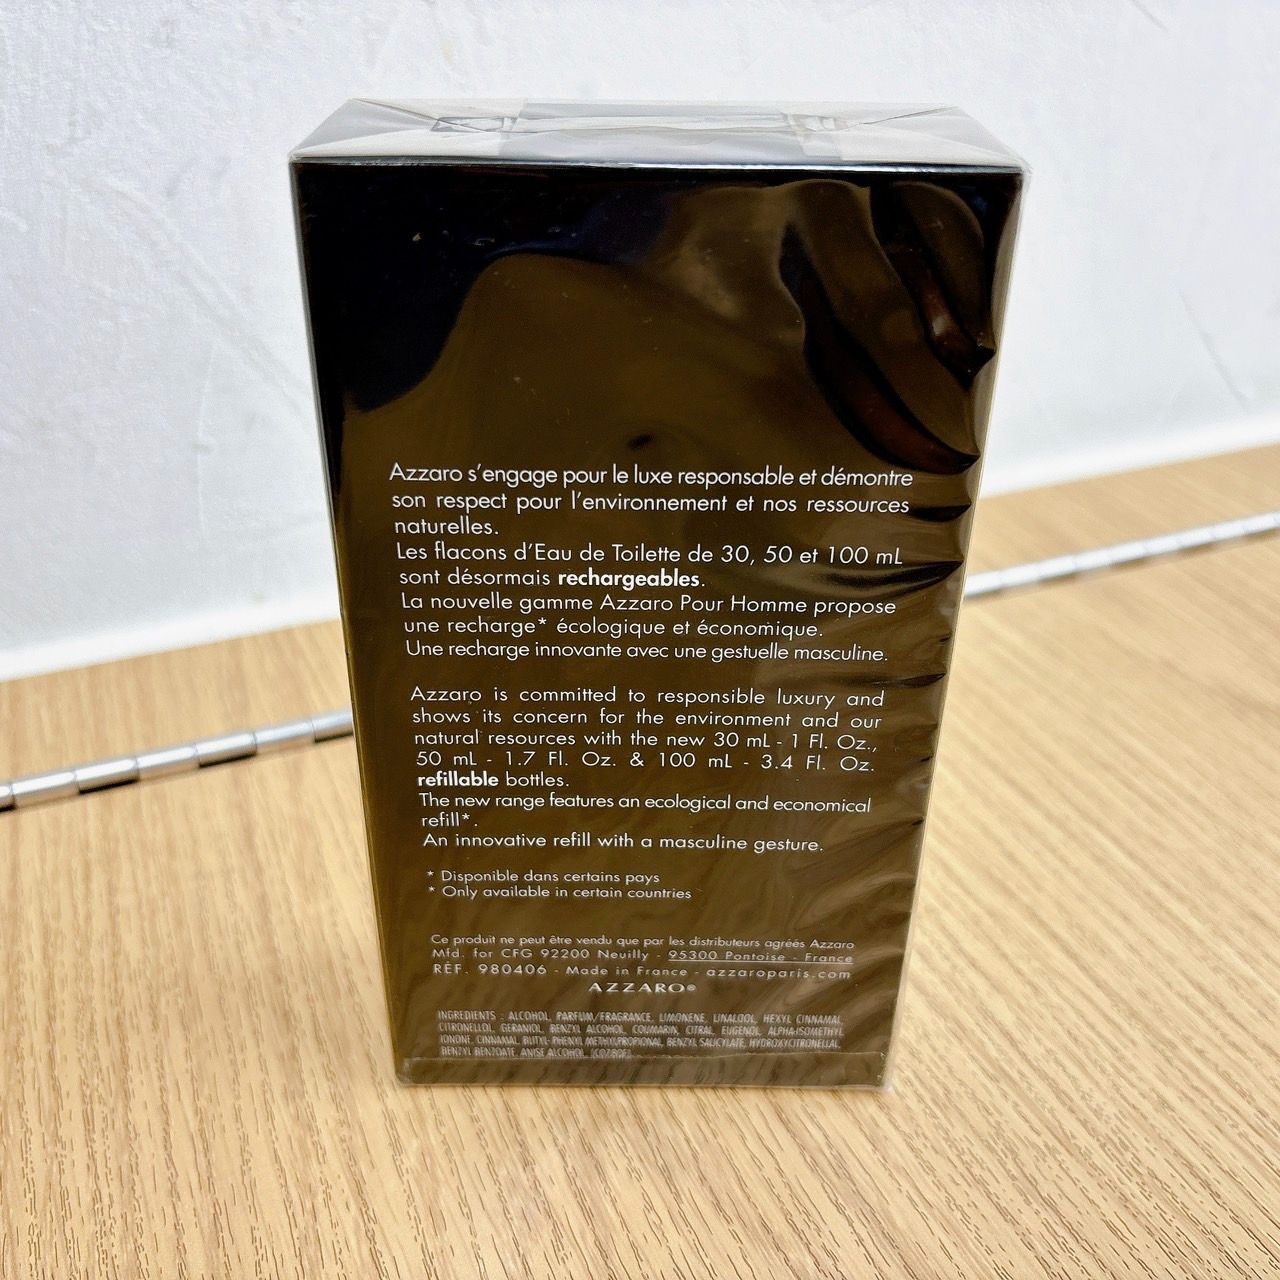 Azzaro s'engage pour le luxe responsable et démontre
son respect pour l'environnement et nos ressources
naturelles.
Les flacons d'Eau de Toilette de 30, 50 et 100 mL
sont désormais rechargeables.
La nouvelle gamme Azzaro Pour Homme propose
une recharge* écologique et économique.
Une recharge innovante avec une gestuelle masculine.
Azzaro is committed to responsible luxury and
shows its concern for the environment and our
natural resources with the new 30 mL - 1 Fl. Oz.,
50 mL - 1.7 Fl. Oz. & 100 mL - 3.4 Fl. Oz.
refillable bottles.
The new range features an ecological and economical
refill*.
An innovative refill with a masculine gesture.
* Disponible dans certains pays
* Only available in certain countries
Ce produit ne peut être vendu que par les distributeurs agréés Azzaro
Mfd. for CFG 92200 Neuilly - 95300 Pontoise - France
RÉF. 980406 - Made in France - azzaroparis.com
AZZARO®
INGREDIENTS : ALCOHOL, PARFUM/FRAGRANCE, LIMONENE, LINALOOL, HEXYL CINNAMAL,
CITRONELLOL, GERANIOL, BENZYL ALCOHOL, COUMARIN, CITRAL, EUGENOL, ALPHA-ISOMETHYL
IONONE, CINNAMAL, BUTYL-PHENYL METHYLPROPIONAL, BENZYL SALICYLATE, HYDROXYCITRONELLAL,
BENZYL BENZOATE, ANISE ALCOHOL.